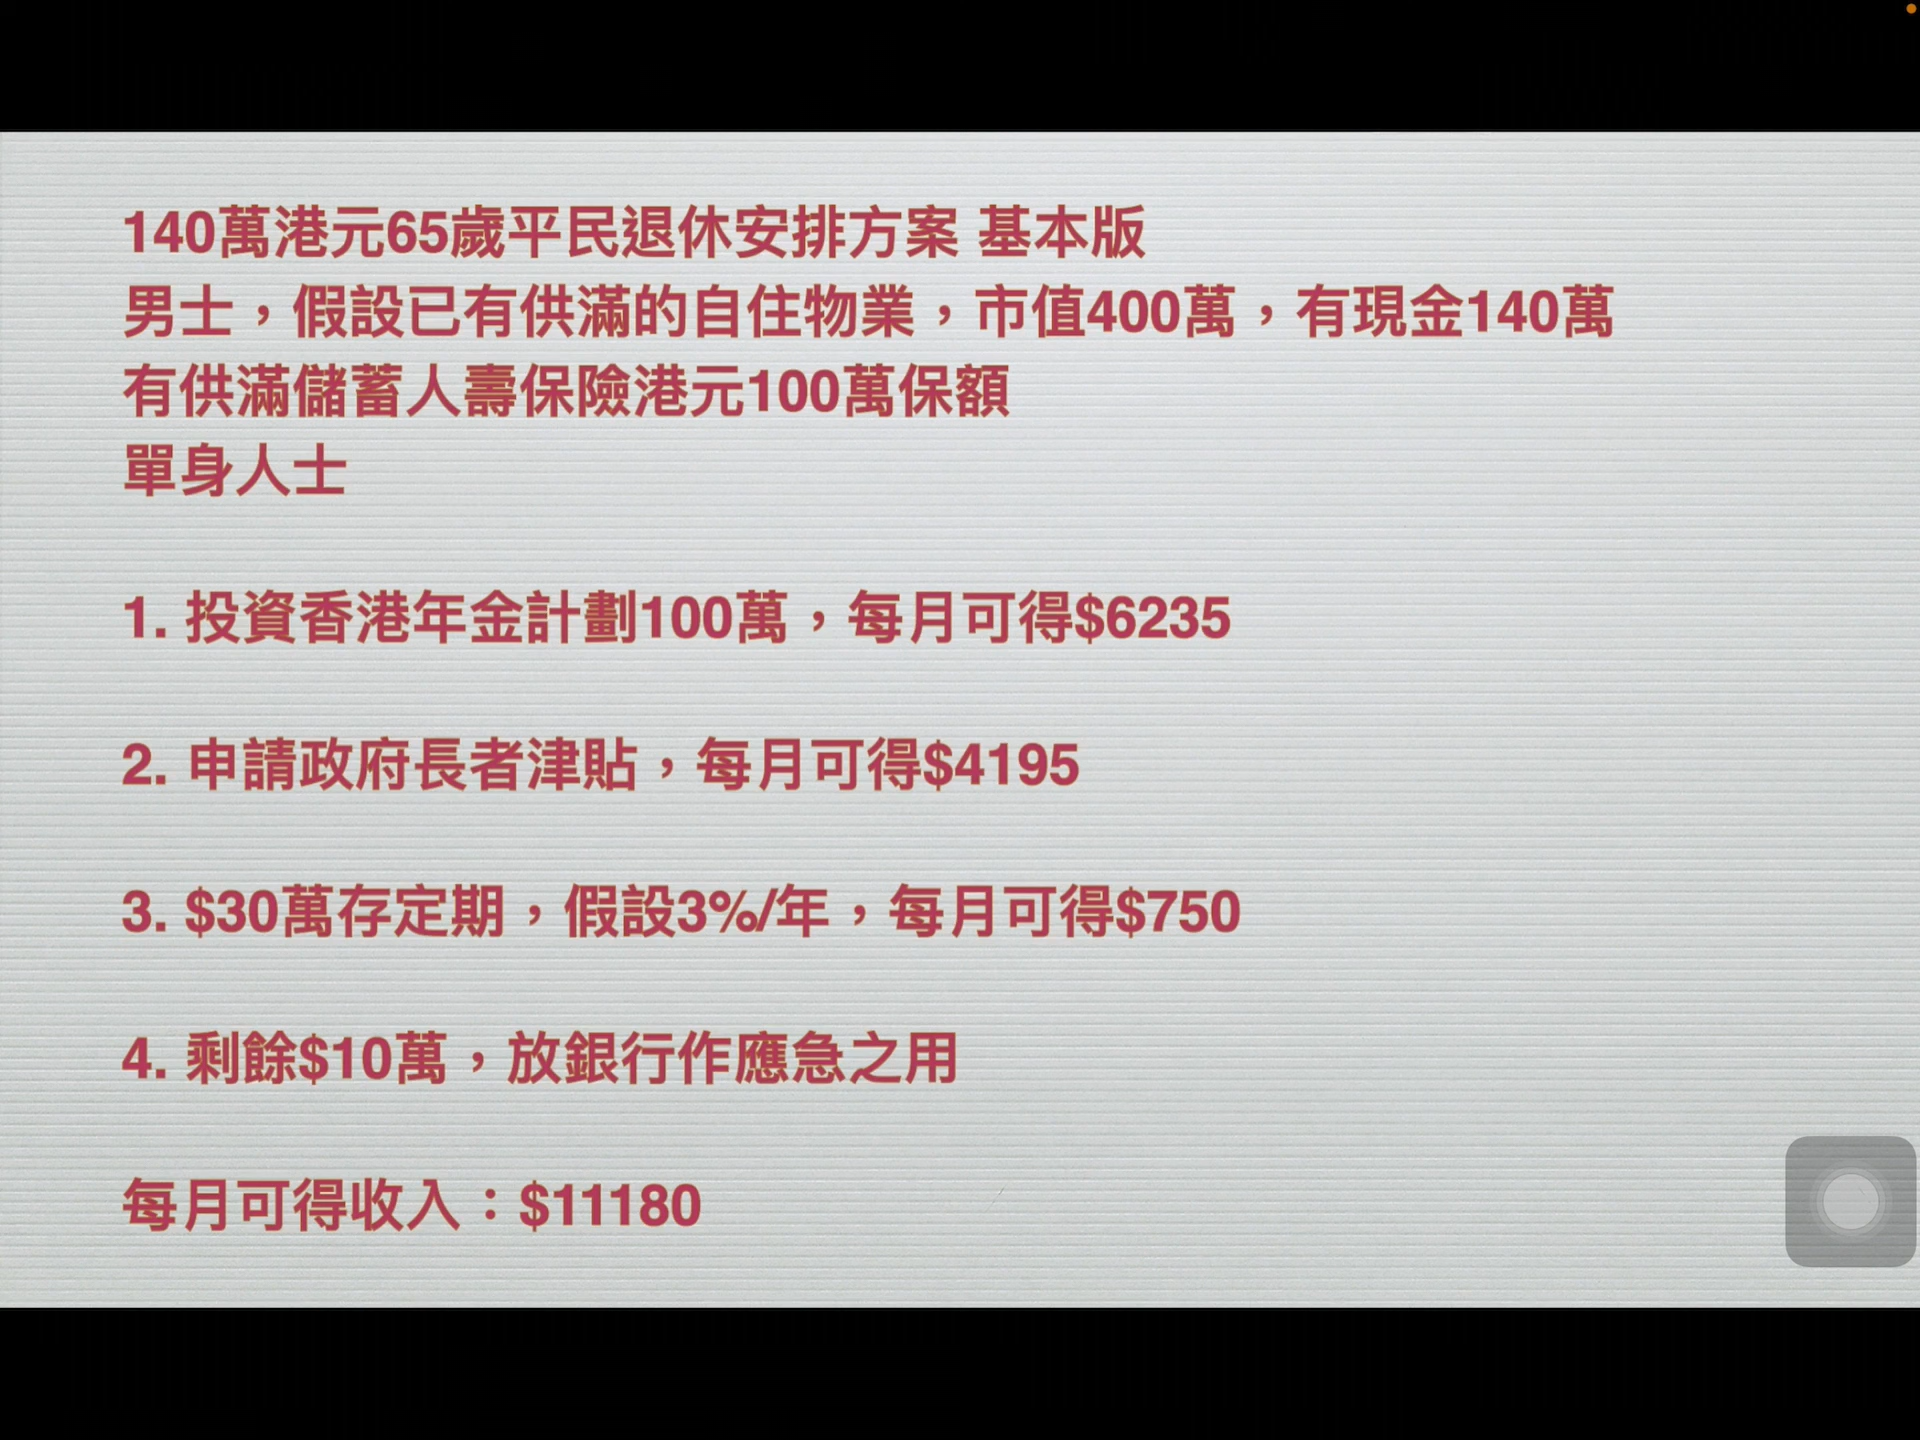 140萬港元65歲平民退休安排方案 基本版
男士，假設已有供滿的自住物業，市值400萬，有現金140萬
有供滿儲蓄人壽保險港元100萬保額
單身人士
1. 投資香港年金計劃100萬，每月可得$6235
2. 申請政府長者津貼，每月可得$4195
3. $30萬存定期，假設3%/年，每月可得$750
4. 剩餘$10萬，放銀行作應急之用
每月可得收入：$11180